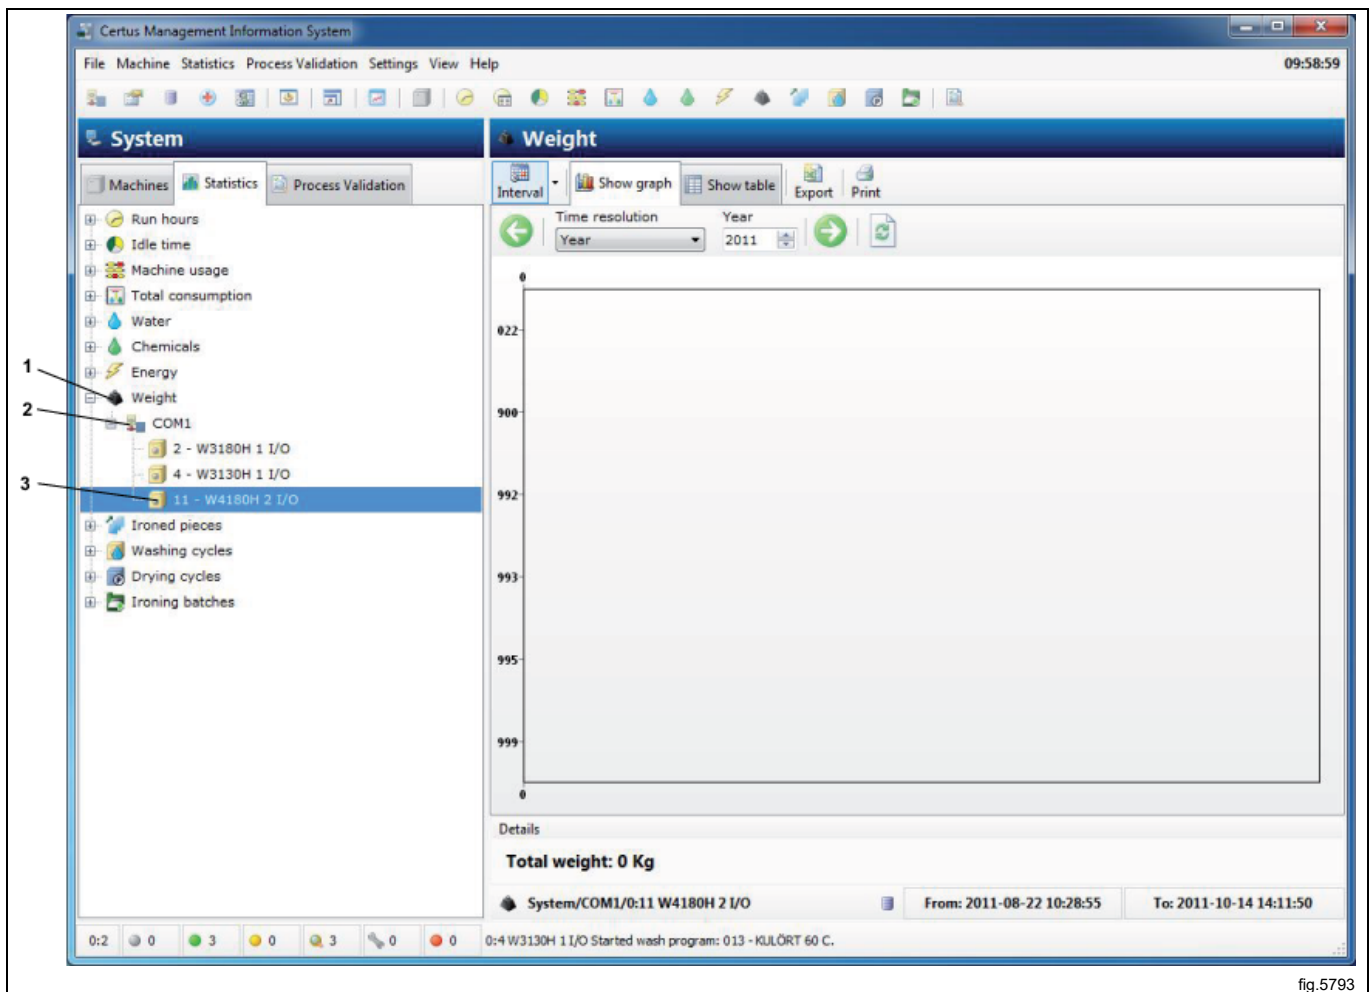 Certus Management Information System
File Machine Statistics Process Validation Settings View Help 09:58:59
System
Weight
Machines Statistics Process Validation
Interval Show graph Show table Export Print
Time resolution Year
Year 2011
Run hours
Idle time
Machine usage
Total consumption
Water
Chemicals
Energy
Weight
COM1
2 - W3180H 1 I/O
4 - W3130H 1 I/O
11 - W4180H 2 I/O
Ironed pieces
Washing cycles
Drying cycles
Ironing batches
1
2
3
0
022
900
992
993
995
999
0
Details
Total weight: 0 Kg
System/COM1/0:11 W4180H 2 I/O From: 2011-08-22 10:28:55 To: 2011-10-14 14:11:50
0:2 0 3 0 3 0 0 0:4 W3130H 1 I/O Started wash program: 013 - KULÖRT 60 C.
fig.5793